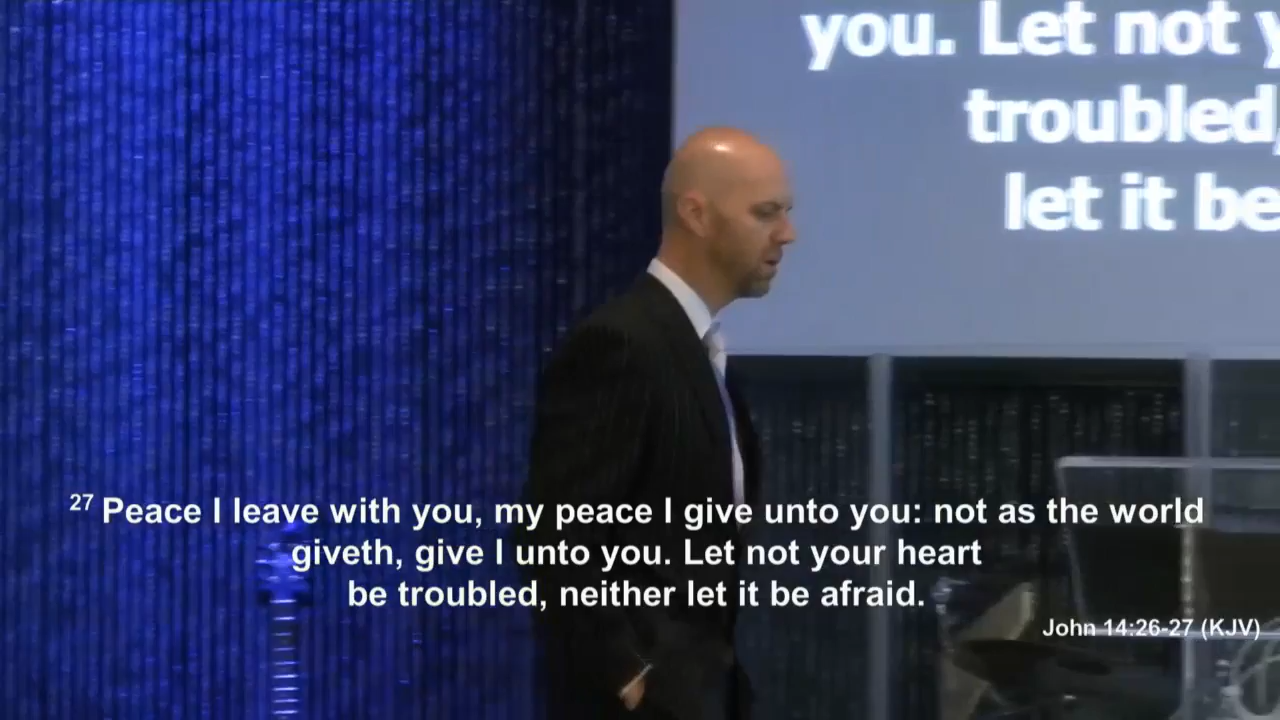 you. Let not
troubled,
let it be
27 Peace I leave with you, my peace I give unto you: not as the world
giveth, give I unto you. Let not your heart
be troubled, neither let it be afraid.
John 14:26-27 (KJV)